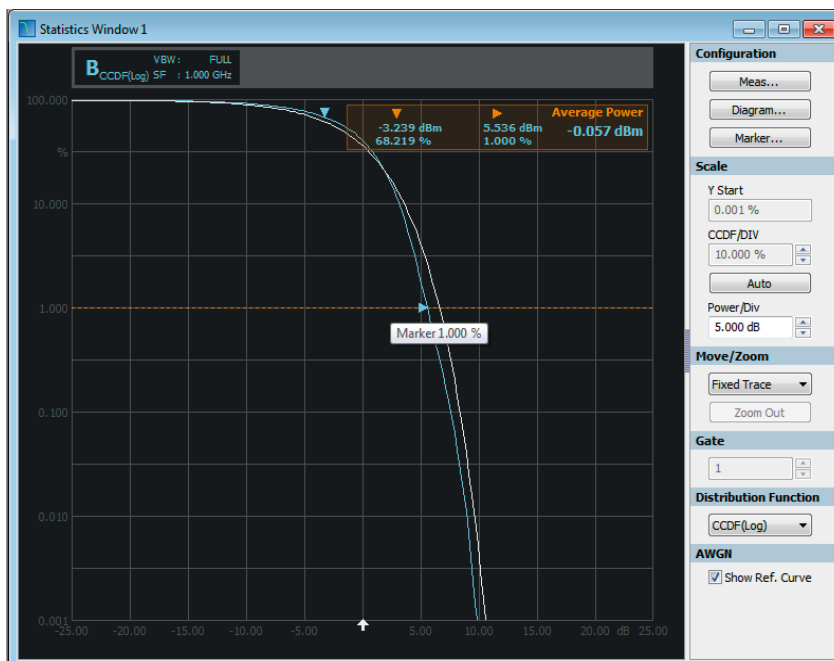 Statistics Window 1
B CCDF(Log) VBW : FULL
SF : 1.000 GHz
100.000
%
10.000
1.000
0.100
0.010
0.001
-25.00 -20.00 -15.00 -10.00 -5.00 5.00 10.00 15.00 20.00 dB 25.00
Average Power
-3.239 dBm 5.536 dBm -0.057 dBm
68.219 % 1.000 %
Marker 1.000 %
Configuration
Meas...
Diagram...
Marker...
Scale
Y Start
0.001 %
CCDF/DIV
10.000 %
Auto
Power/Div
5.000 dB
Move/Zoom
Fixed Trace
Zoom Out
Gate
1
Distribution Function
CCDF(Log)
AWGN
Show Ref. Curve